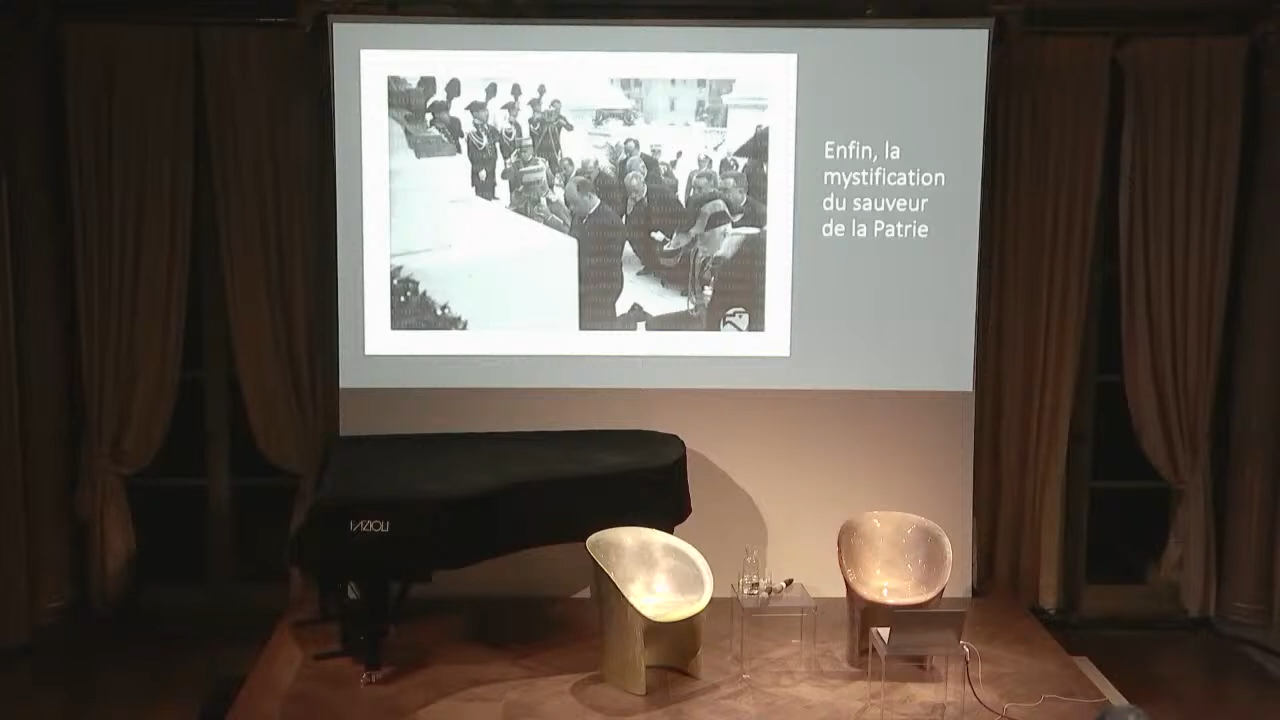 Enfin, la
mystification
du sauveur
de la Patrie
FAZIOLI